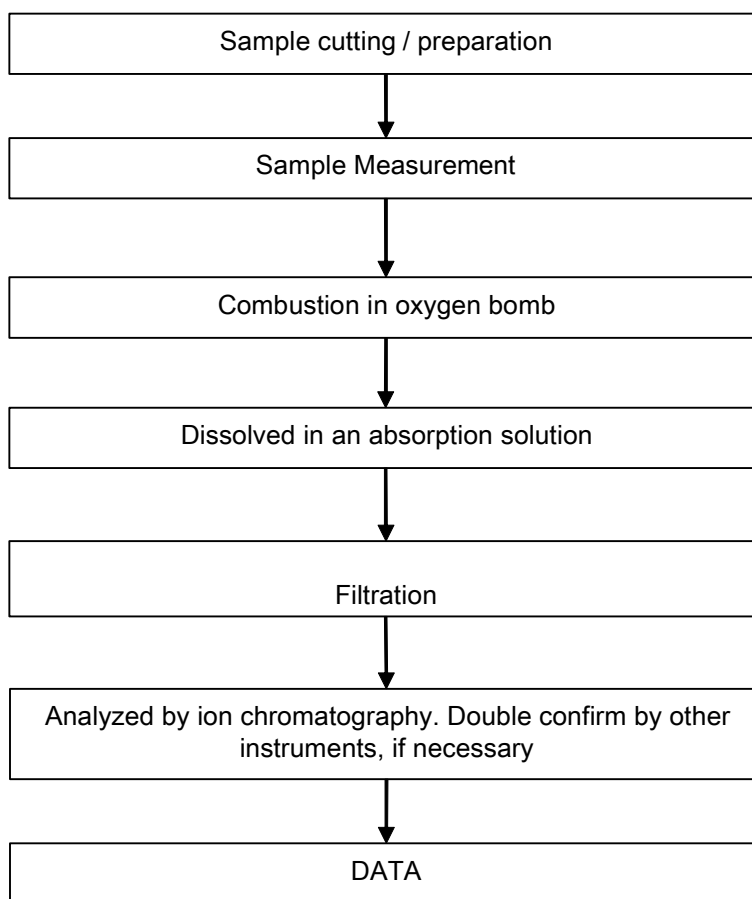 Sample cutting / preparation
Sample Measurement
Combustion in oxygen bomb
Dissolved in an absorption solution
Filtration
Analyzed by ion chromatography. Double confirm by other
instruments, if necessary
DATA